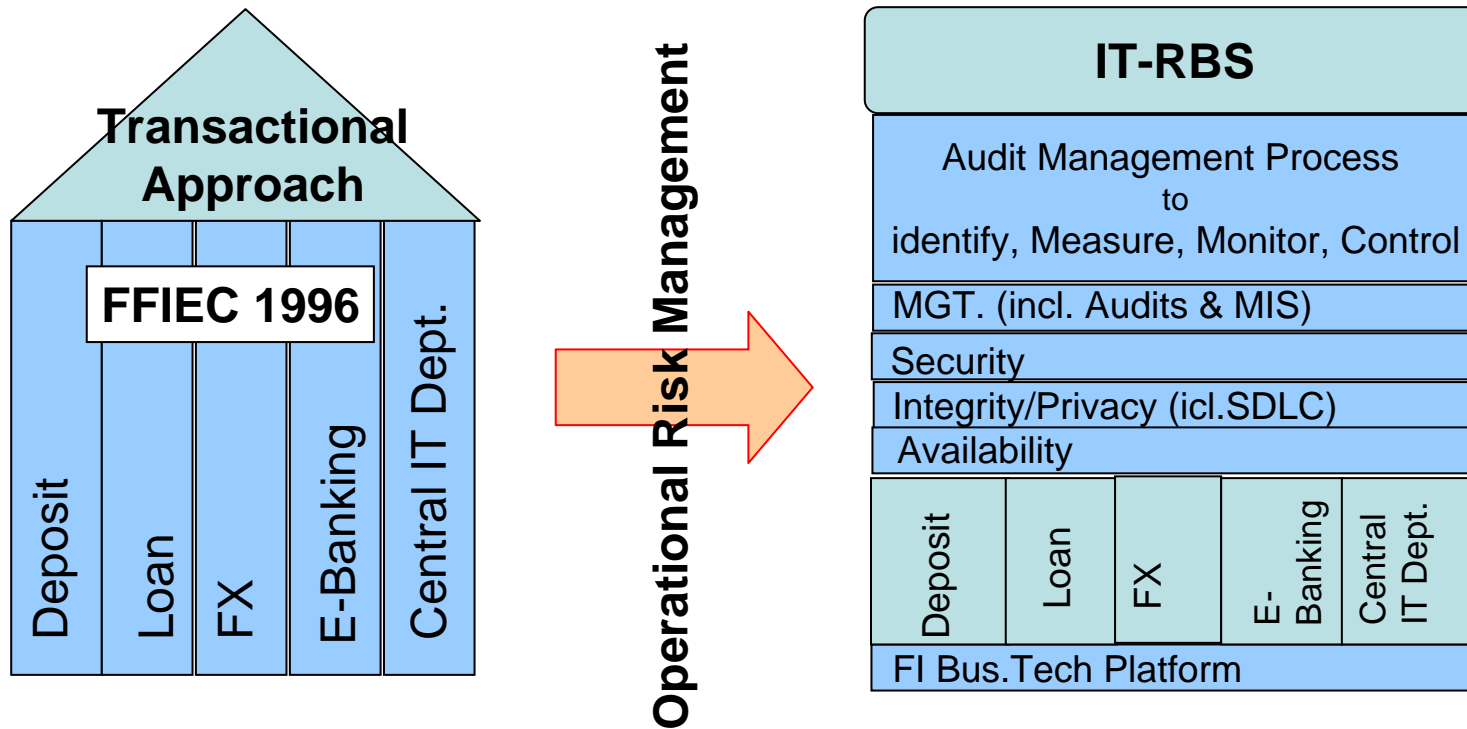 Transactional
Approach
FFIEC 1996
Deposit
Loan
FX
E-Banking
Central IT Dept.
Operational Risk Management
IT-RBS
Audit Management Process
to
identify, Measure, Monitor, Control
MGT. (incl. Audits & MIS)
Security
Integrity/Privacy (icl.SDLC)
Availability
Deposit
Loan
FX
E-
Banking
Central
IT Dept.
FI Bus.Tech Platform